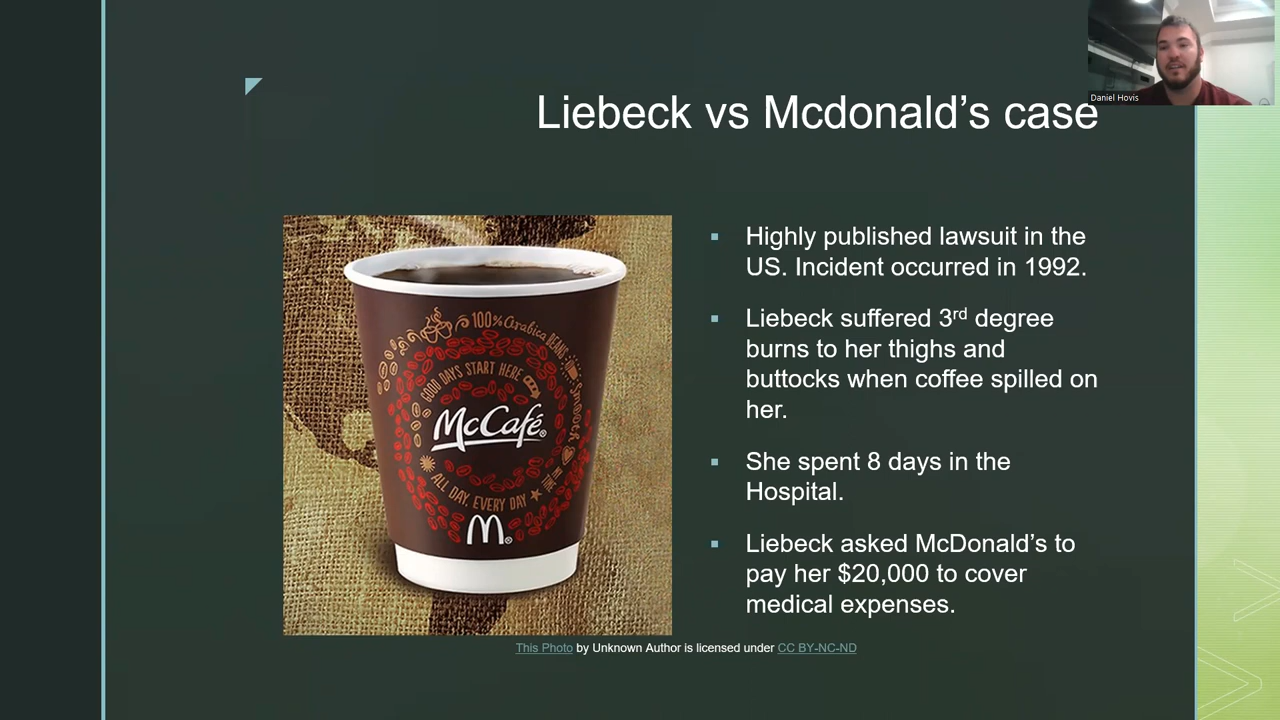 Daniel Hovis
Liebeck vs Mcdonald’s case
100% Arabica BEANS
SMOOTH
GOOD DAYS START HERE
McCafé®
ALL DAY, EVERY DAY
M®
▪ Highly published lawsuit in the
US. Incident occurred in 1992.
▪ Liebeck suffered 3rd degree
burns to her thighs and
buttocks when coffee spilled on
her.
▪ She spent 8 days in the
Hospital.
▪ Liebeck asked McDonald’s to
pay her $20,000 to cover
medical expenses.
This Photo by Unknown Author is licensed under CC BY-NC-ND